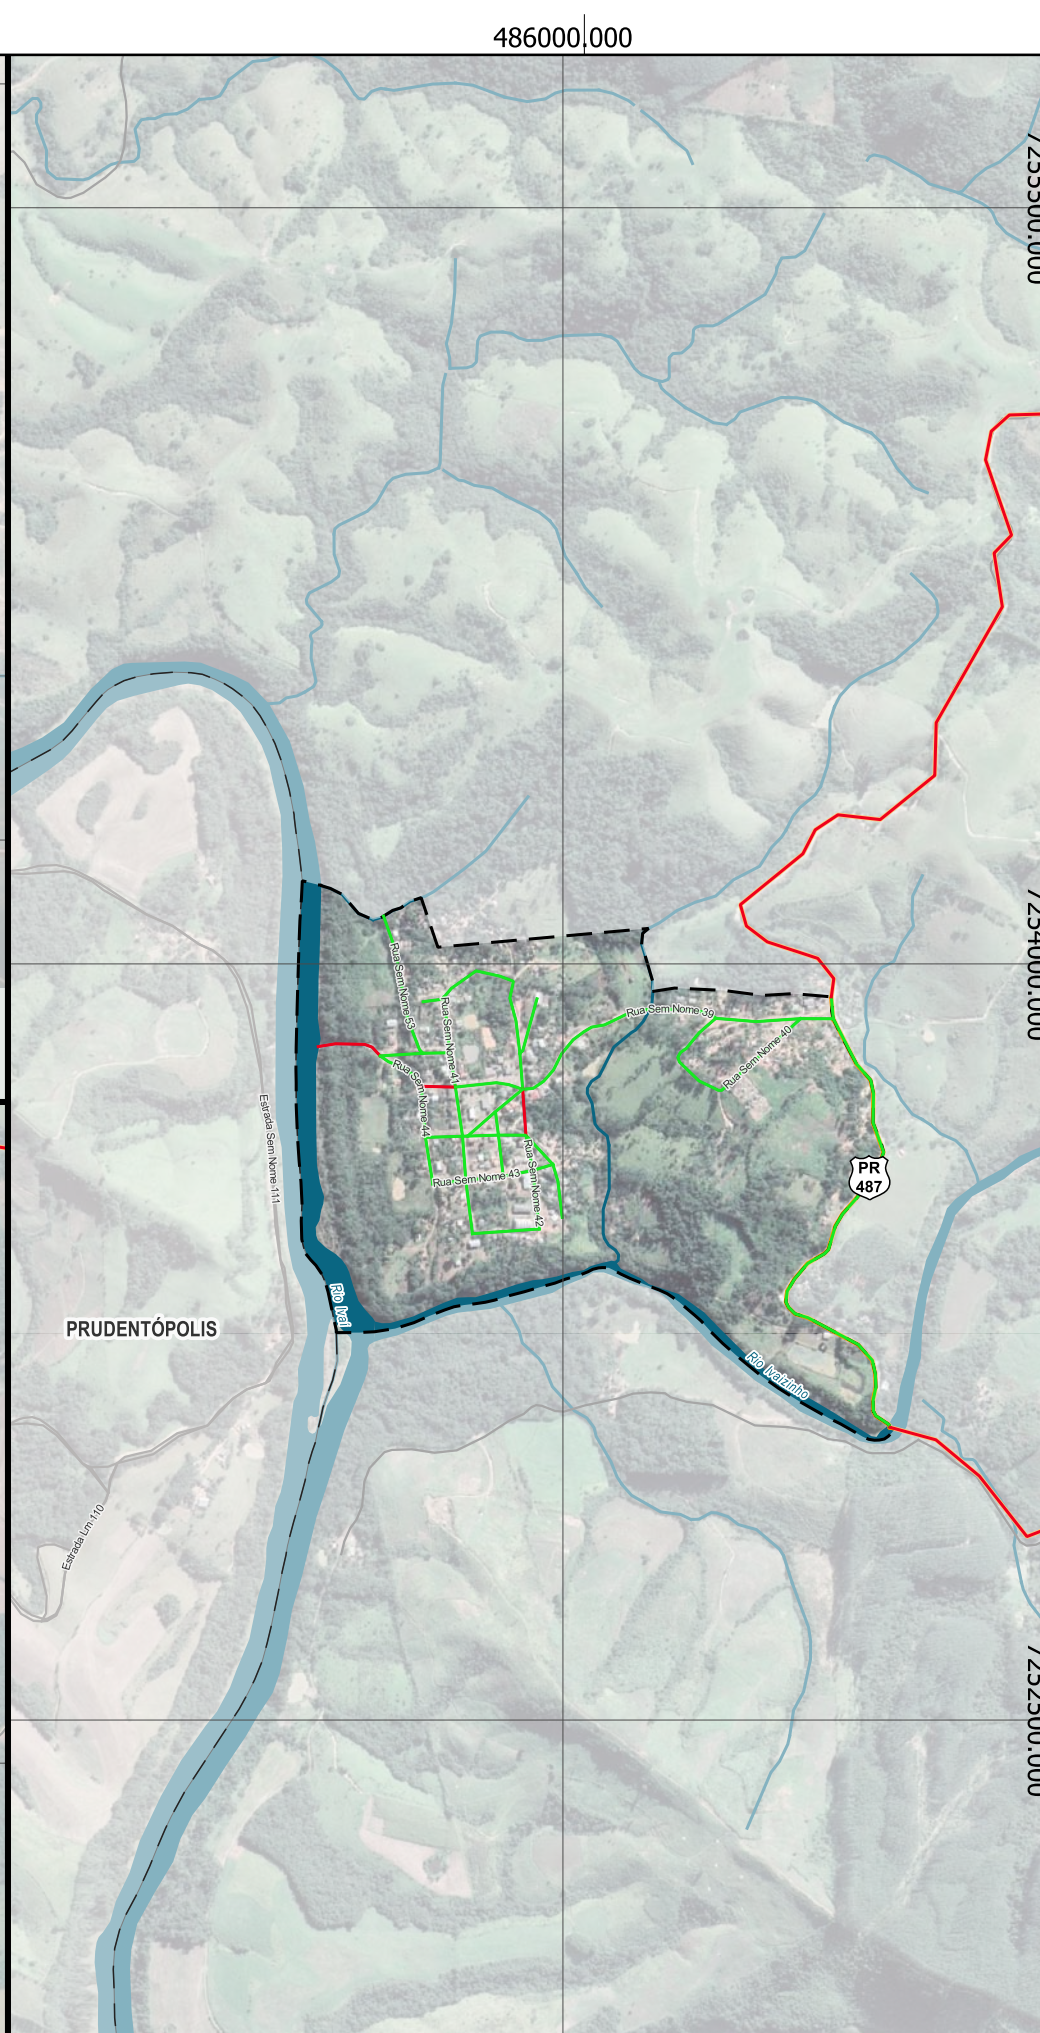 486000.000
7255500.000
7254000.000
Rua Sem Nome 53
Rua Sem Nome 41
Rua Sem Nome 39
Rua Sem Nome 40
Rua Sem Nome 44
Estrada Sem Nome 111
Rua Sem Nome 43
Rua Sem Nome 42
PR
487
Rio Ivaí
PRUDENTÓPOLIS
Rio Ivaizinho
Estrada Lm-110
7252500.000